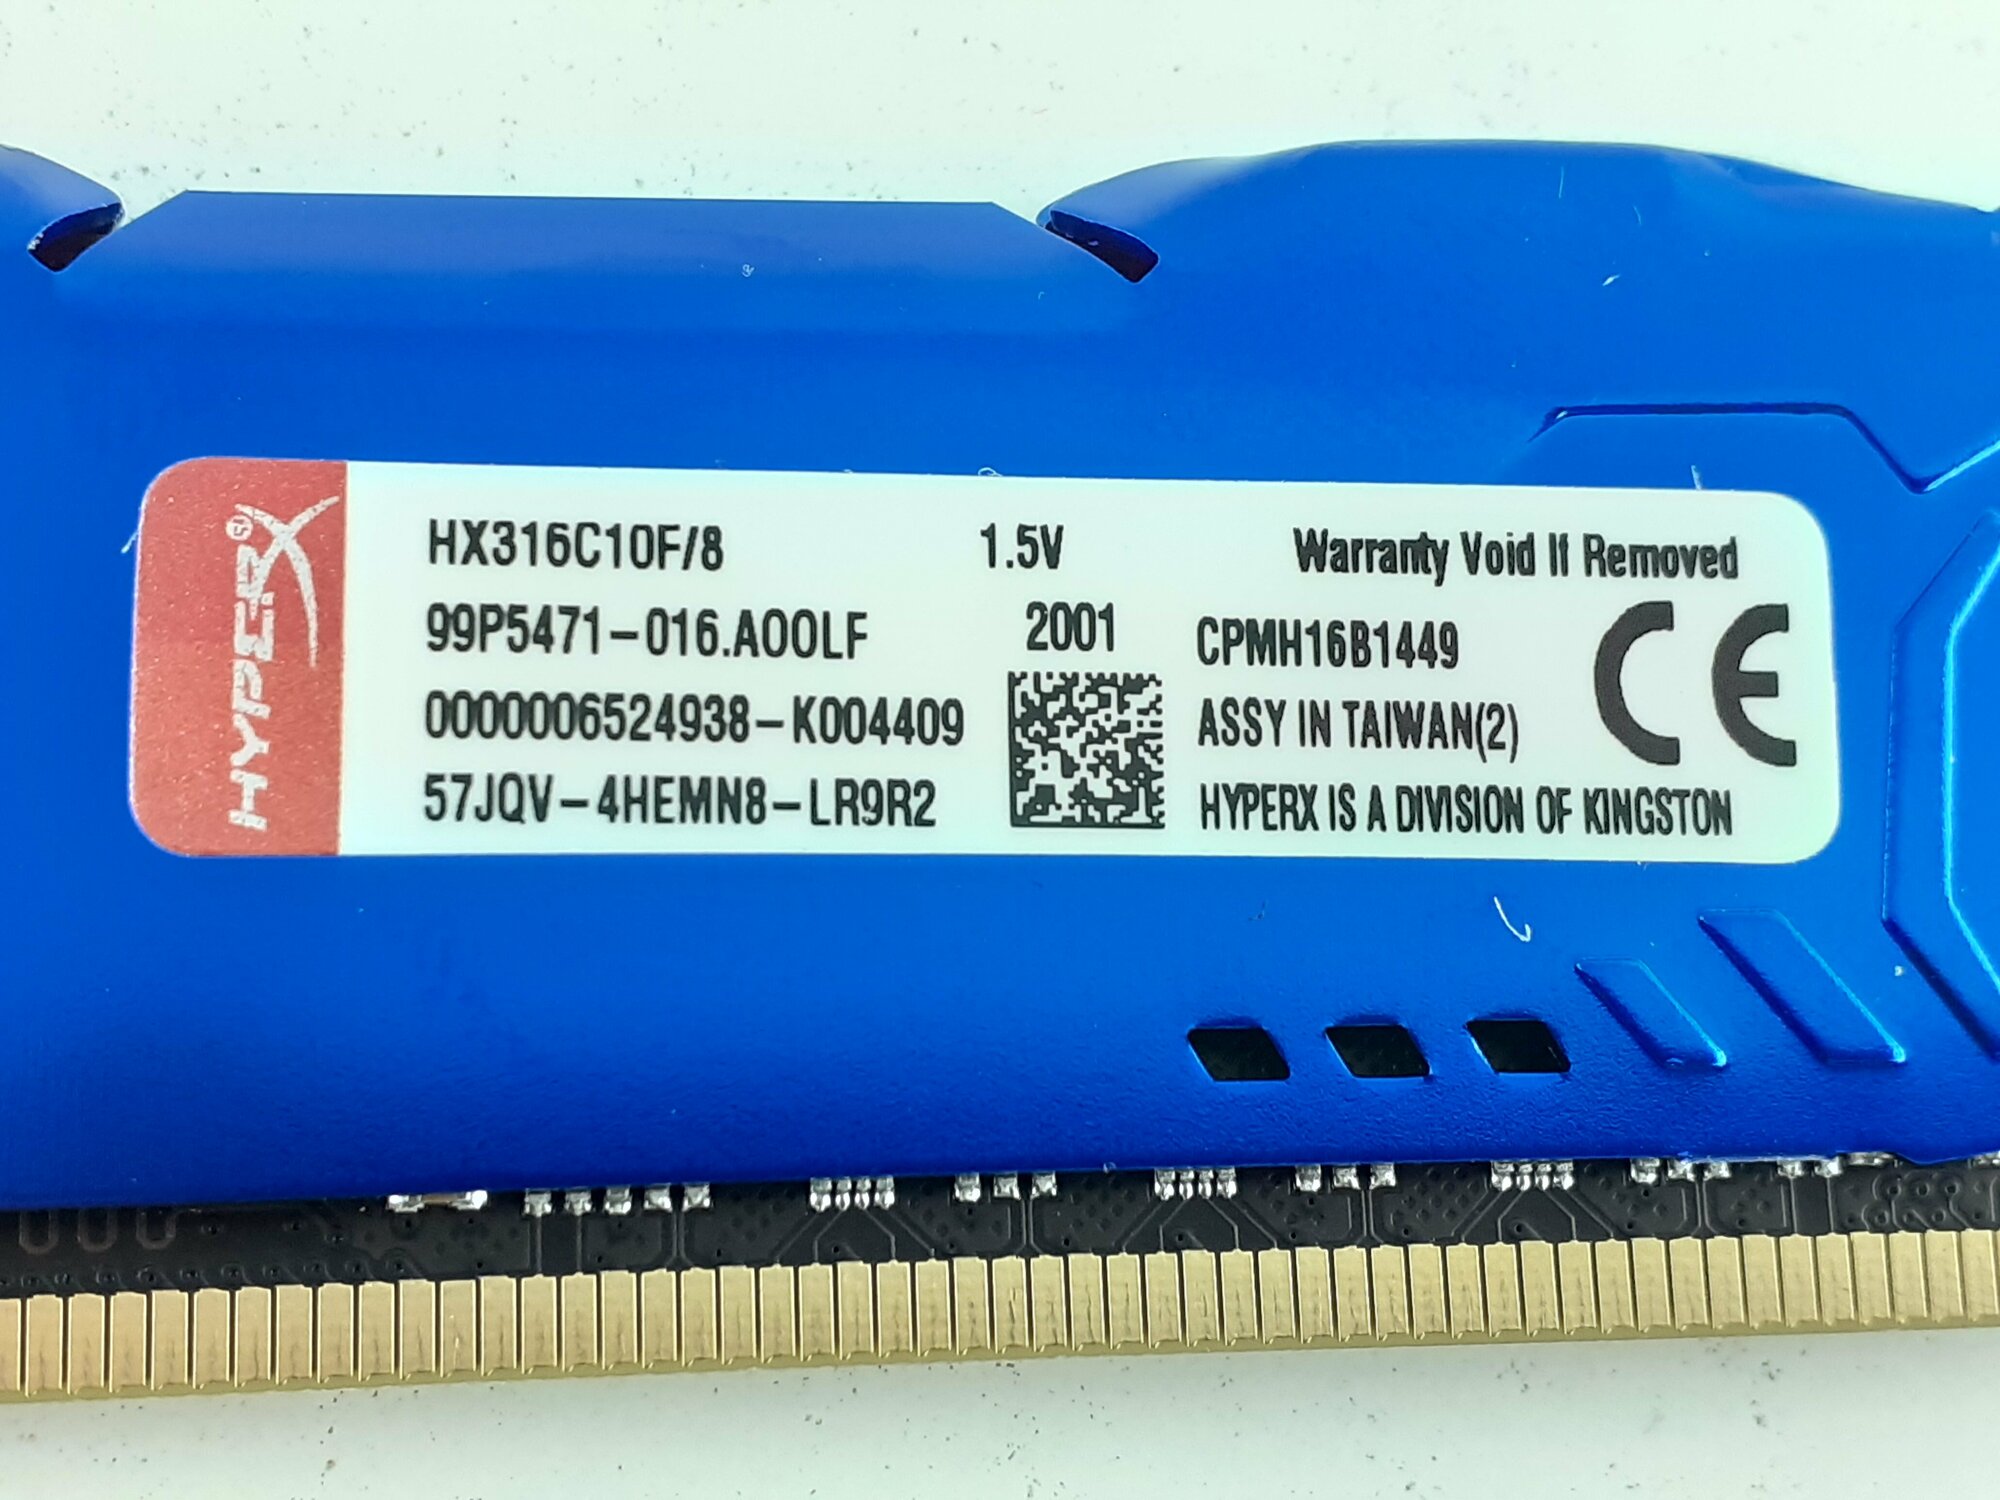 HYPERX
HX316C10F/8 1.5V Warranty Void If Removed
99P5471-016.A00LF 2001 CPMH16B1449 CE
0000006524938-K004409 ASSY IN TAIWAN(2)
57JQV-4HEMN8-LR9R2 HYPERX IS A DIVISION OF KINGSTON